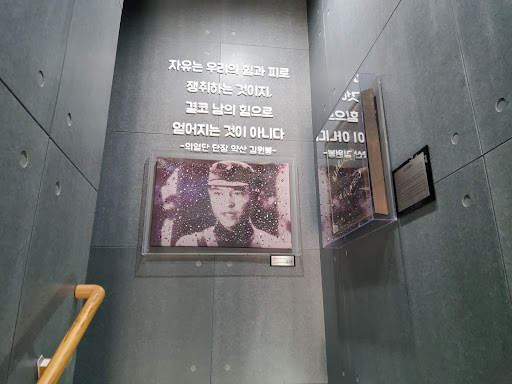 자유는 우리의 힘과 피로
쟁취하는 것이지,
결코 남의 힘으로
얻어지는 것이 아니다
-의열단 단장 약산 김원봉-